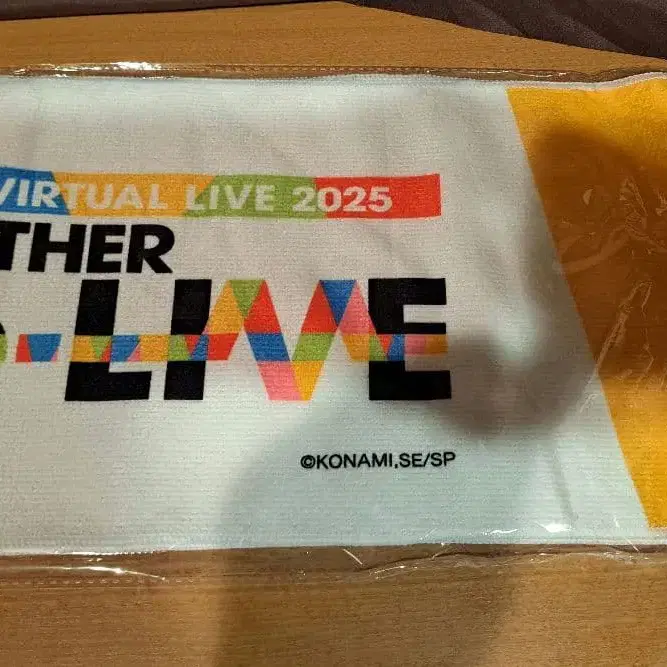 VIRTUAL LIVE 2025
THER
-LIVE
©KONAMI,SE/SP